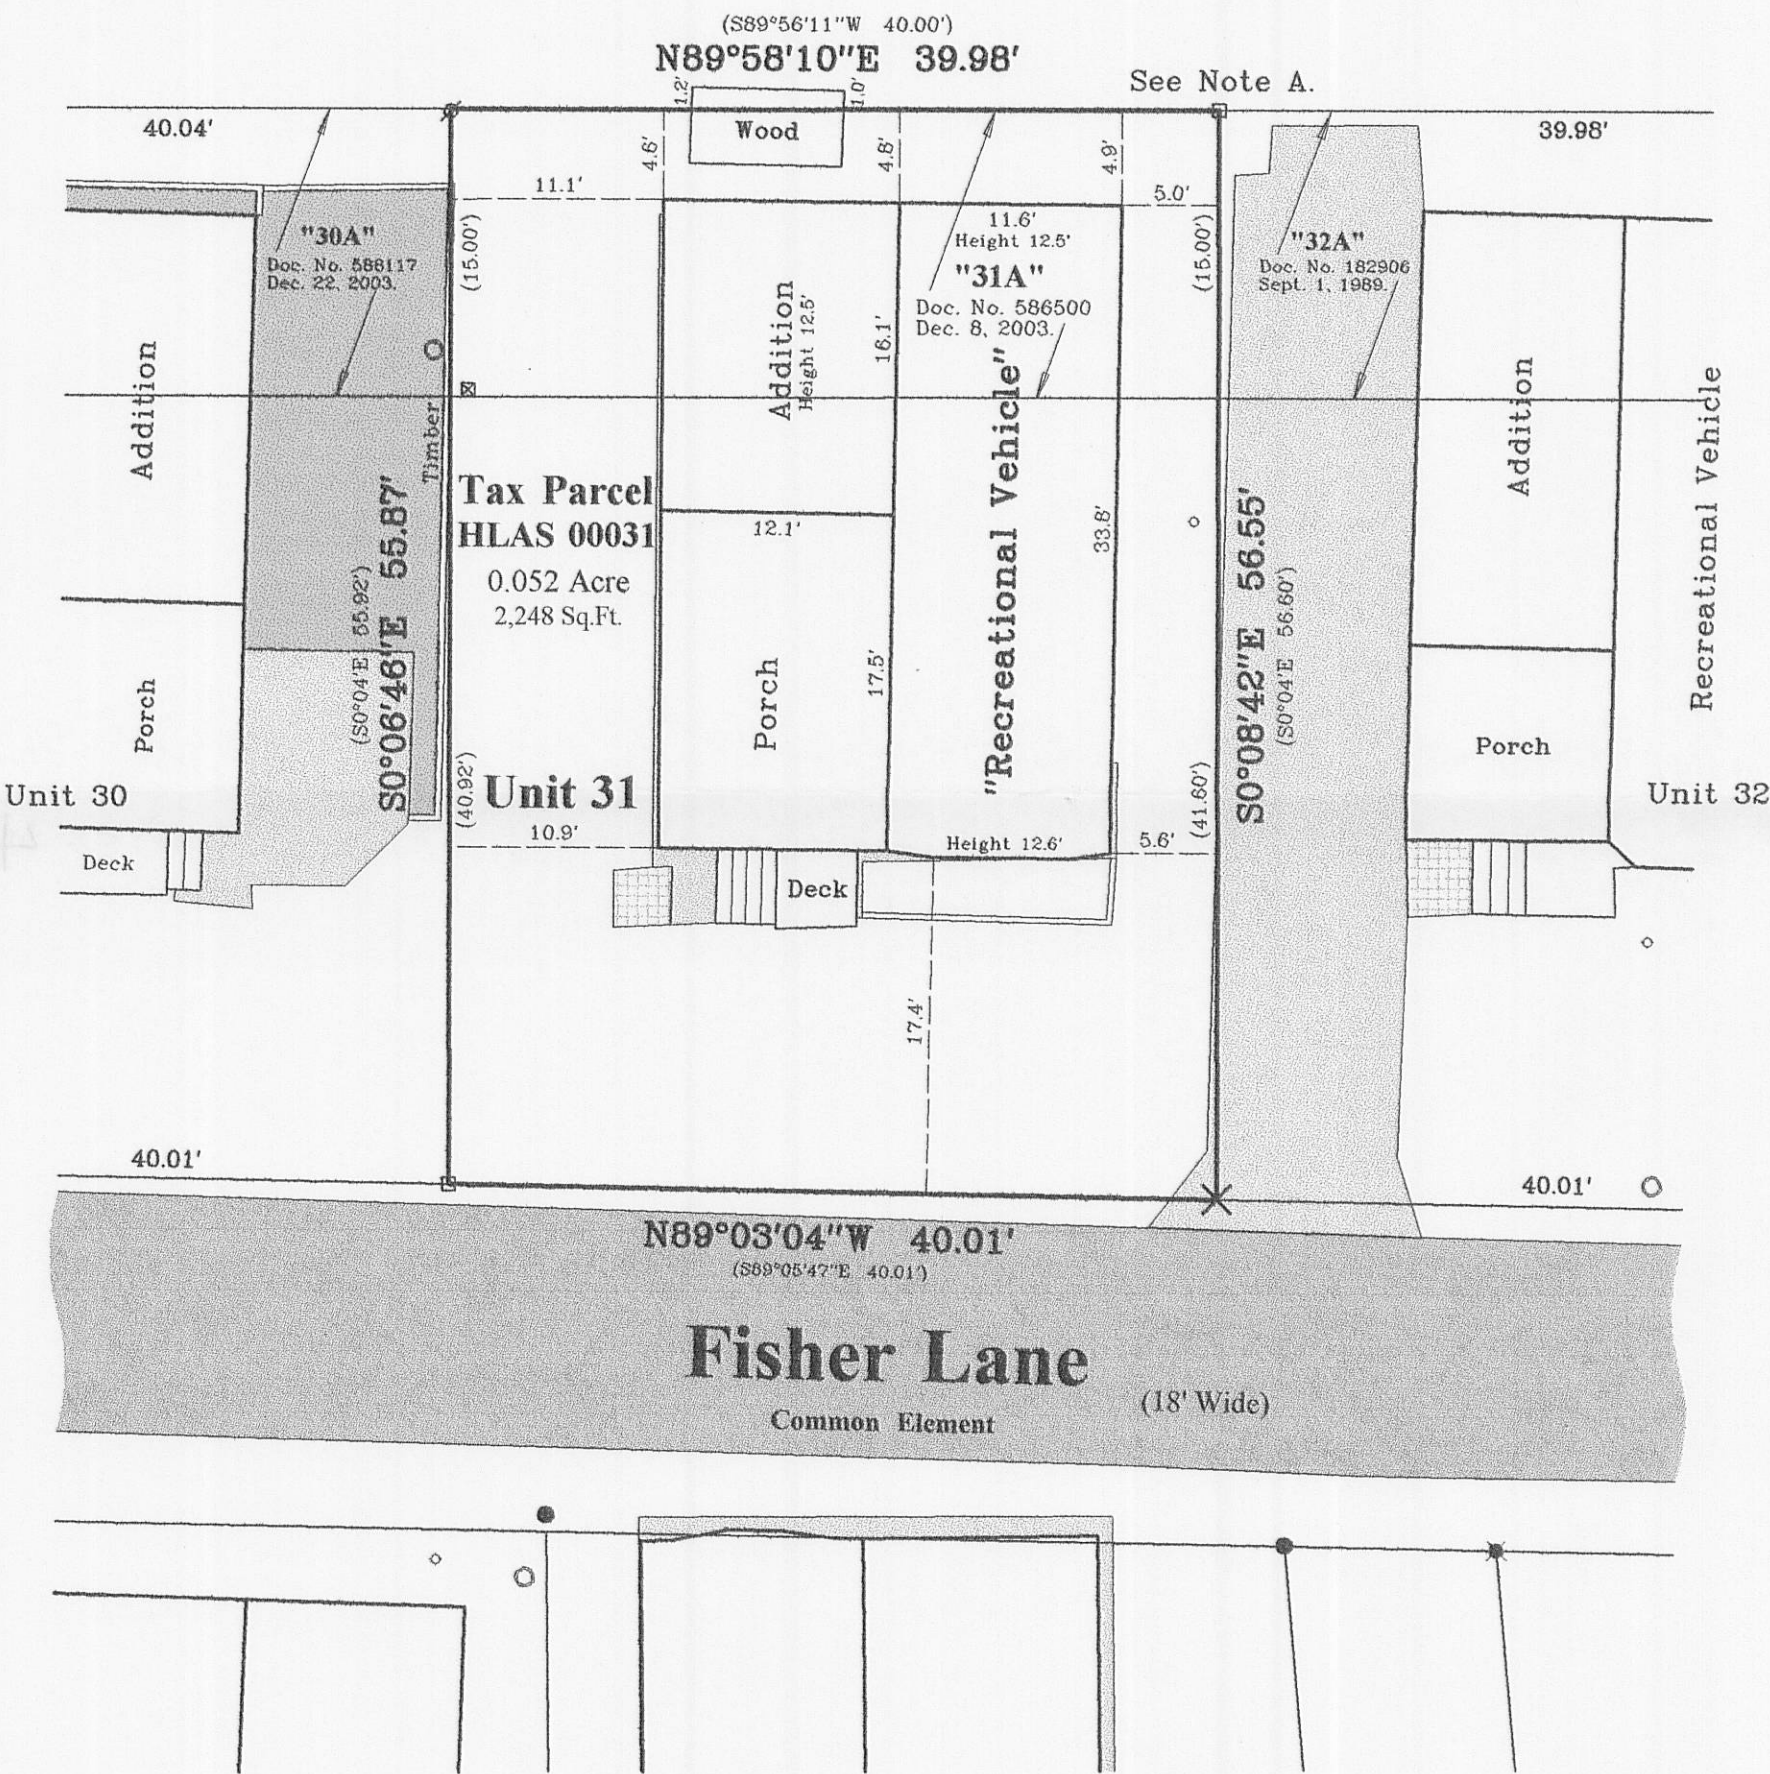 (S89°56'11"W 40.00')
N89°58'10"E 39.98'
See Note A.
1.2'
1.0'
40.04'
Wood
39.98'
4.6'
4.8'
4.9'
11.1'
5.0'
(15.00')
11.6'
Height 12.5'
(15.00')
"30A"
Doc. No. 586117
Dec. 22, 2003.
"31A"
Doc. No. 586500
Dec. 8, 2003.
"32A"
Doc. No. 182906
Sept. 1, 1989.
Addition
Timber
Addition
Height 12.5'
16.1'
"Recreational Vehicle"
Addition
Recreational Vehicle
Tax Parcel
HLAS 00031
0.052 Acre
2,248 Sq.Ft.
12.1'
33.8'
S0°06'46"E 55.87'
(S0°04'E 55.92')
S0°08'42"E 56.55'
(S0°04'E 56.60')
Porch
Porch
17.5'
Porch
Unit 30
(40.92')
Unit 31
(41.60')
Unit 32
10.9'
Height 12.6'
5.6'
Deck
Deck
17.4'
40.01'
40.01'
N89°03'04"W 40.01'
(S89°05'47"E 40.01')
Fisher Lane
(18' Wide)
Common Element